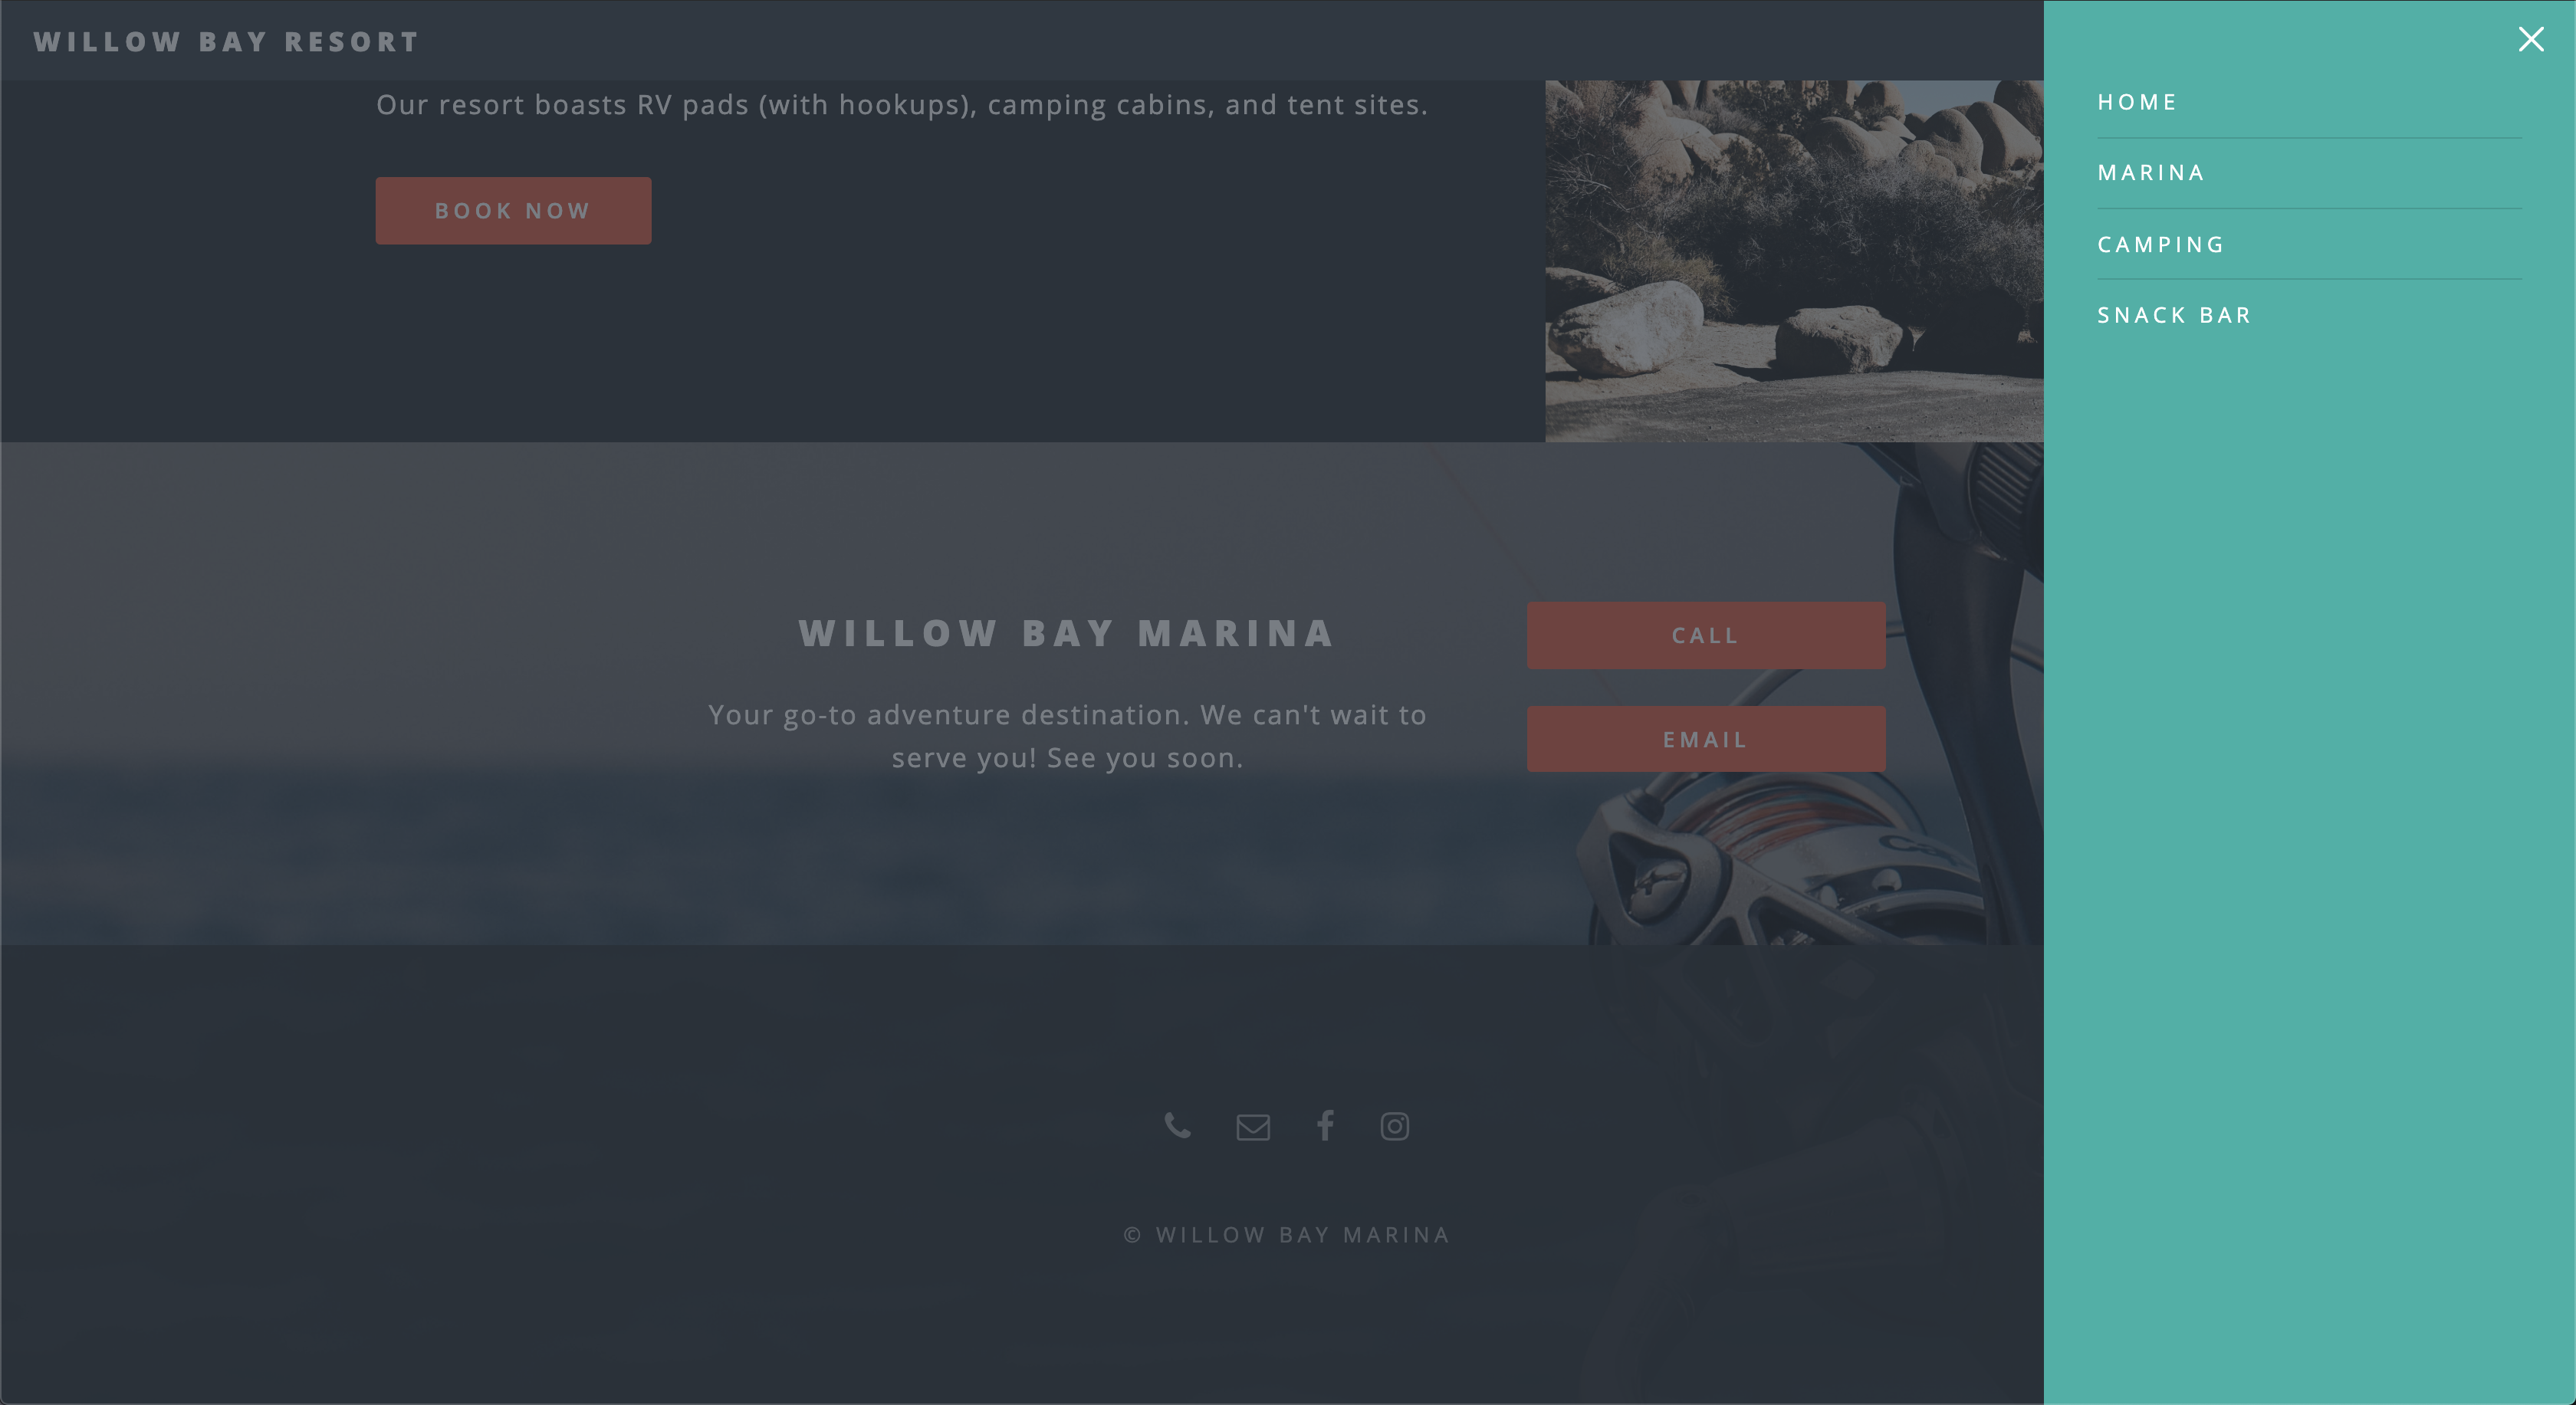 WILLOW BAY RESORT
Our resort boasts RV pads (with hookups), camping cabins, and tent sites.
BOOK NOW
WILLOW BAY MARINA
Your go-to adventure destination. We can't wait to
serve you! See you soon.
CALL
EMAIL
© WILLOW BAY MARINA
HOME
MARINA
CAMPING
SNACK BAR